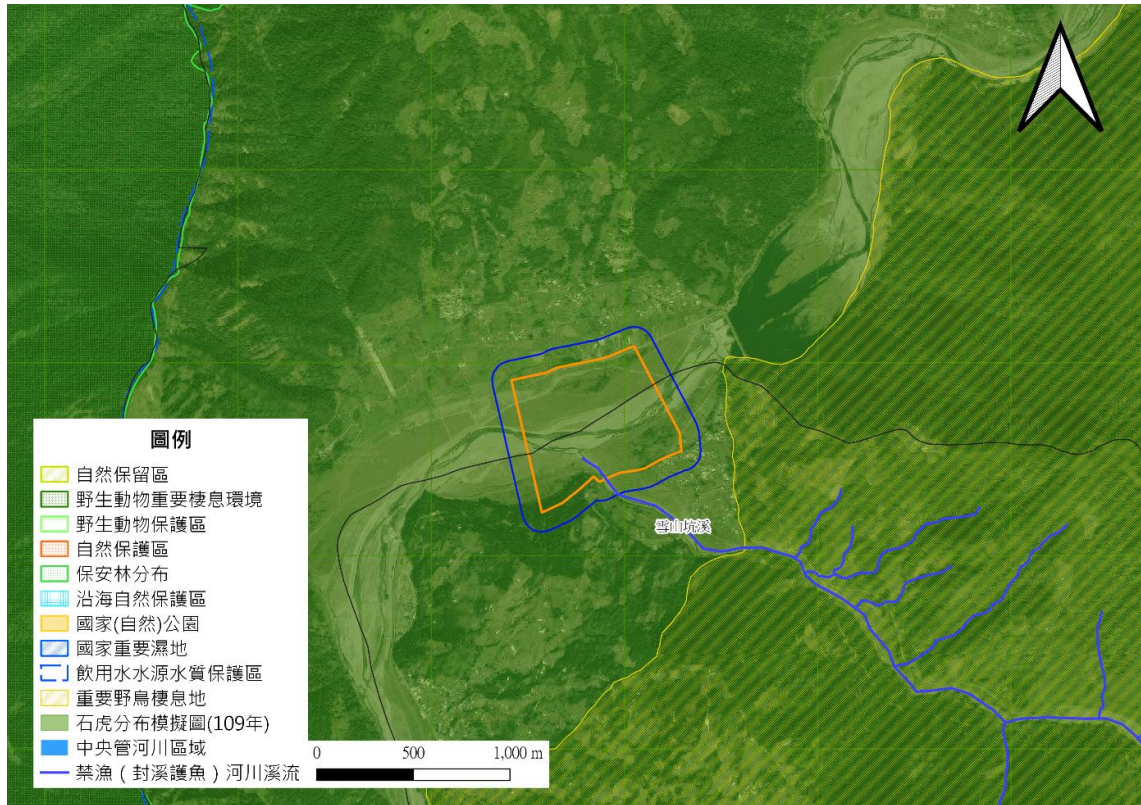 雪山坑溪
圖例
自然保留區
野生動物重要棲息環境
野生動物保護區
自然保護區
保安林分布
沿海自然保護區
國家(自然)公園
國家重要濕地
飲用水水源水質保護區
重要野鳥棲息地
石虎分布模擬圖(109年)
中央管河川區域
禁漁（封溪護魚）河川溪流
0 500 1,000 m